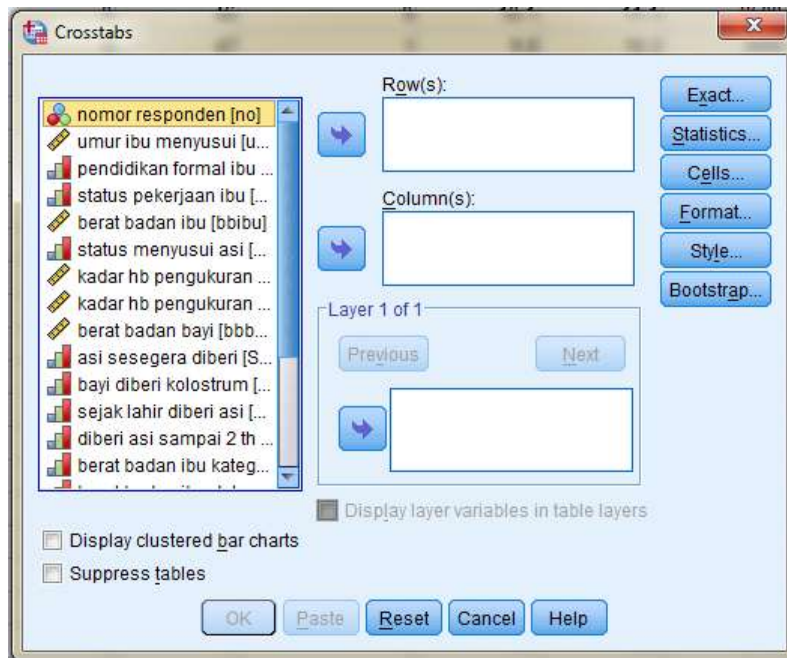 Crosstabs
nomor responden [no]
umur ibu menyusui [u...
pendidikan formal ibu ...
status pekerjaan ibu [...
berat badan ibu [bbibu]
status menyusui asi [...
kadar hb pengukuran ...
kadar hb pengukuran ...
berat badan bayi [bbb...
asi sesegera diberi [S...
bayi diberi kolostrum [...
sejak lahir diberi asi [...
diberi asi sampai 2 th ...
berat badan ibu kateg...
Row(s):
Column(s):
Layer 1 of 1
Previous
Next
Display layer variables in table layers
Exact...
Statistics...
Cells...
Format...
Style...
Bootstrap...
Display clustered bar charts
Suppress tables
OK
Paste
Reset
Cancel
Help